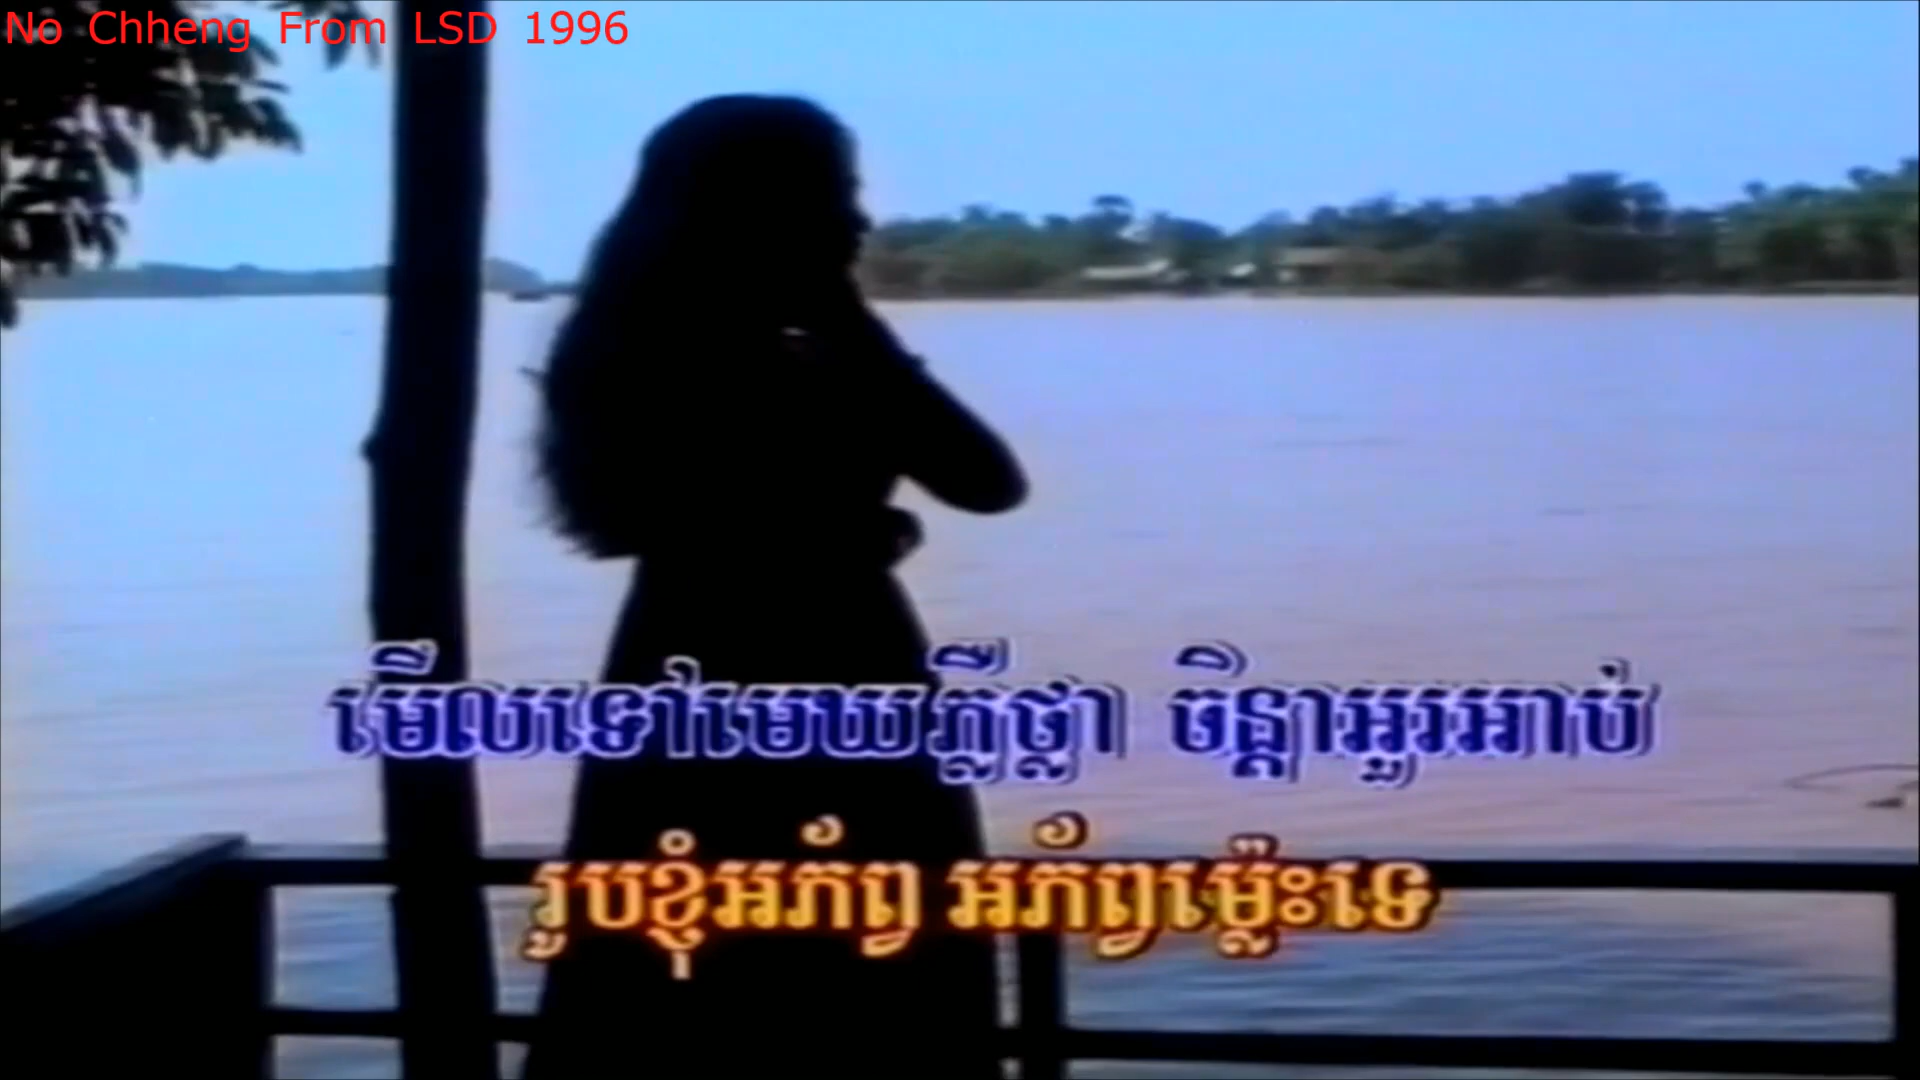 No Chheng From LSD 1996
មើលទៅមេឃភ្លឺថ្លា ចិន្តាអួរអាប់
រូបខ្ញុំអភ័ព្វ អភ័ព្វម្ល៉េះទេ